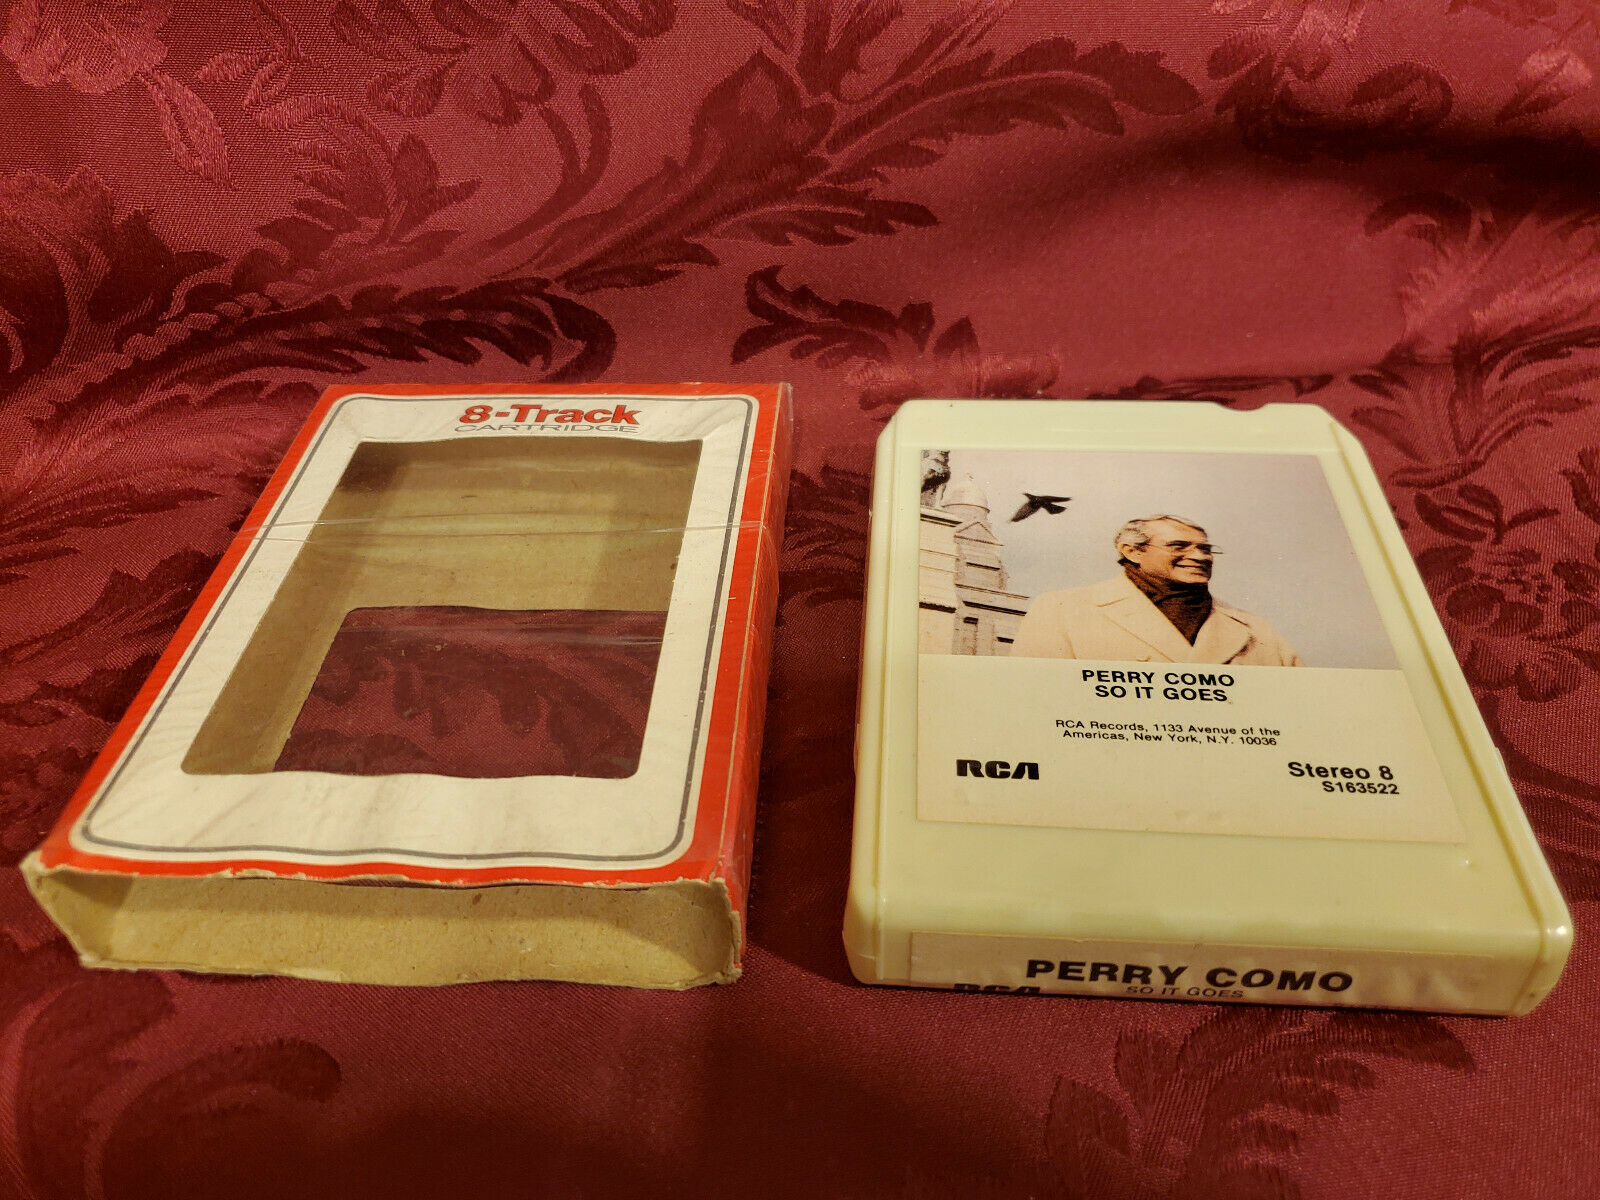 8-Track
CARTRIDGE
PERRY COMO
SO IT GOES
RCA Records, 1133 Avenue of the
Americas, New York, N.Y. 10036
RCA
Stereo 8
S163522
PERRY COMO
RCA
SO IT GOES